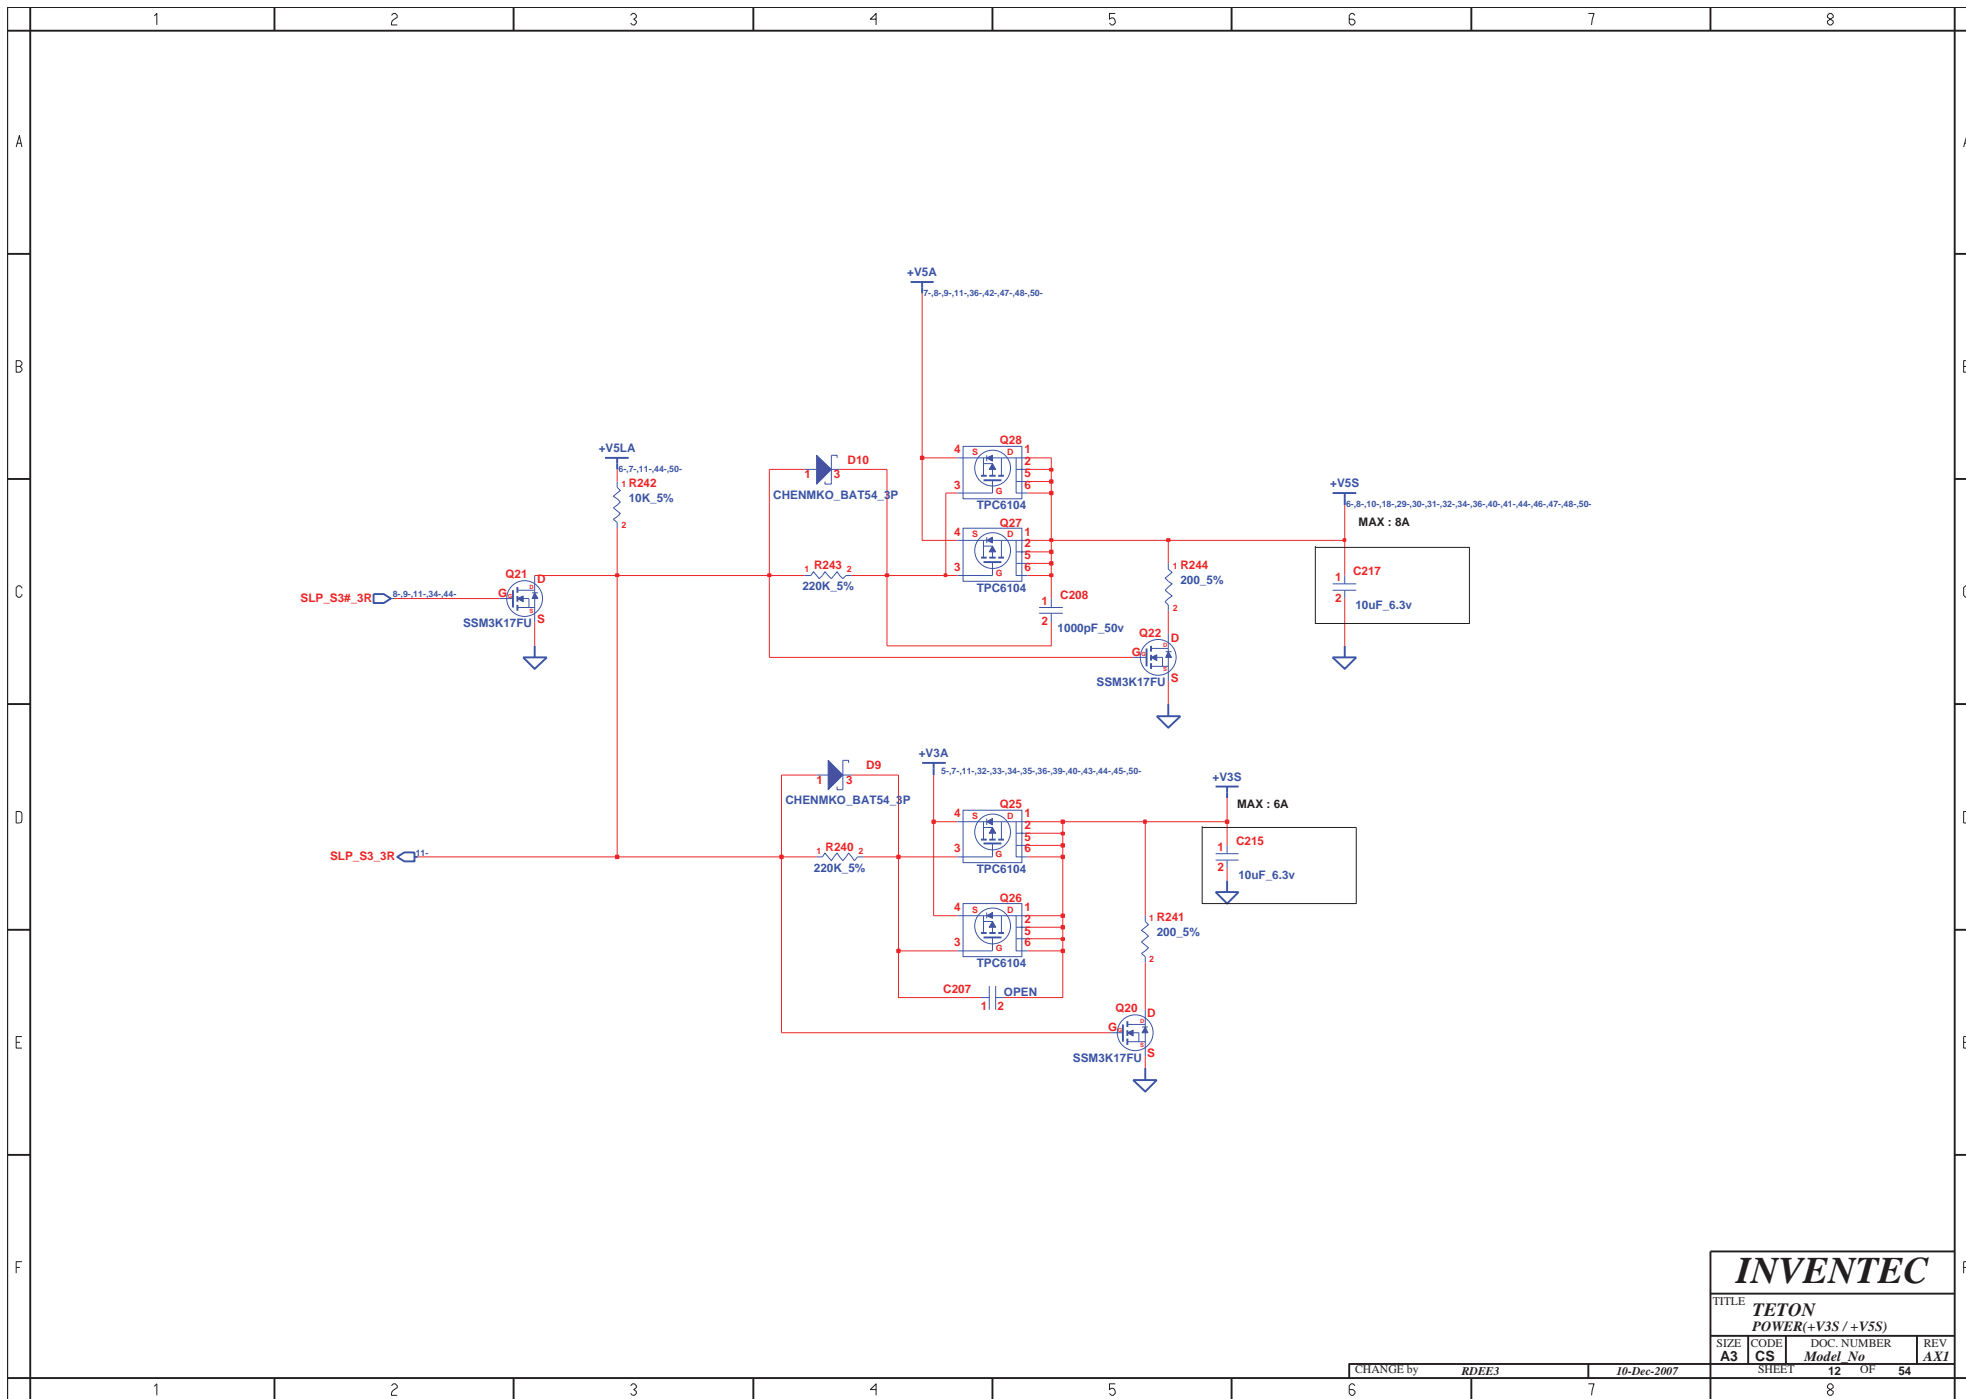 1 2 3 4 5 6 7 8
A
+V5A
7-,8-,9-,11-,36-,42-,47-,48-,50-
B
+V5LA
6-,7-,11-,44-,50-
1 R242
10K_5%
2
D10
1 3
CHENMKO_BAT54_3P
Q28
4 S D 1
2
5
3 G 6
TPC6104
Q27
4 S D 1
2
5
3 G 6
TPC6104
+V5S
6-,8-,10-,18-,29-,30-,31-,32-,34-,36-,40-,41-,44-,46-,47-,48-,50-
MAX : 8A
C
SLP_S3#_3R 8-,9-,11-,34-,44-
Q21
D
G
S
SSM3K17FU
1 R243 2
220K_5%
1 C208
2
1000pF_50v
1 R244
200_5%
2
C217
1
2
10uF_6.3v
Q22
D
G
S
SSM3K17FU
D
+V3A
5-,7-,11-,32-,33-,34-,35-,36-,39-,40-,43-,44-,45-,50-
D9
1 3
CHENMKO_BAT54_3P
+V3S
MAX : 6A
SLP_S3_3R 11-
1 R240 2
220K_5%
Q25
4 S D 1
2
5
3 G 6
TPC6104
C215
1
2
10uF_6.3v
Q26
4 S D 1
2
5
3 G 6
TPC6104
1 R241
200_5%
2
C207 OPEN
1 2
E
Q20
D
G
S
SSM3K17FU
F
INVENTEC
TITLE TETON
POWER(+V3S / +V5S)
SIZE CODE DOC. NUMBER REV
A3 CS Model_No AX1
CHANGE by RDEE3 10-Dec-2007 SHEET 12 OF 54
1 2 3 4 5 6 7 8